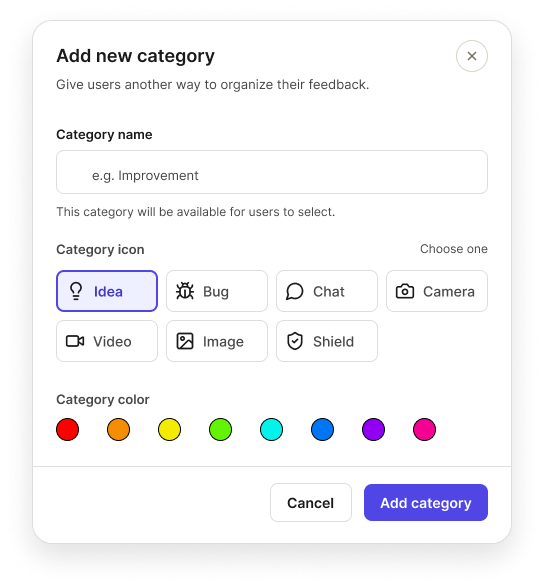 Add new category
Give users another way to organize their feedback.
Category name
e.g. Improvement
This category will be available for users to select.
Category icon
Choose one
Idea
Bug
Chat
Camera
Video
Image
Shield
Category color
Cancel
Add category